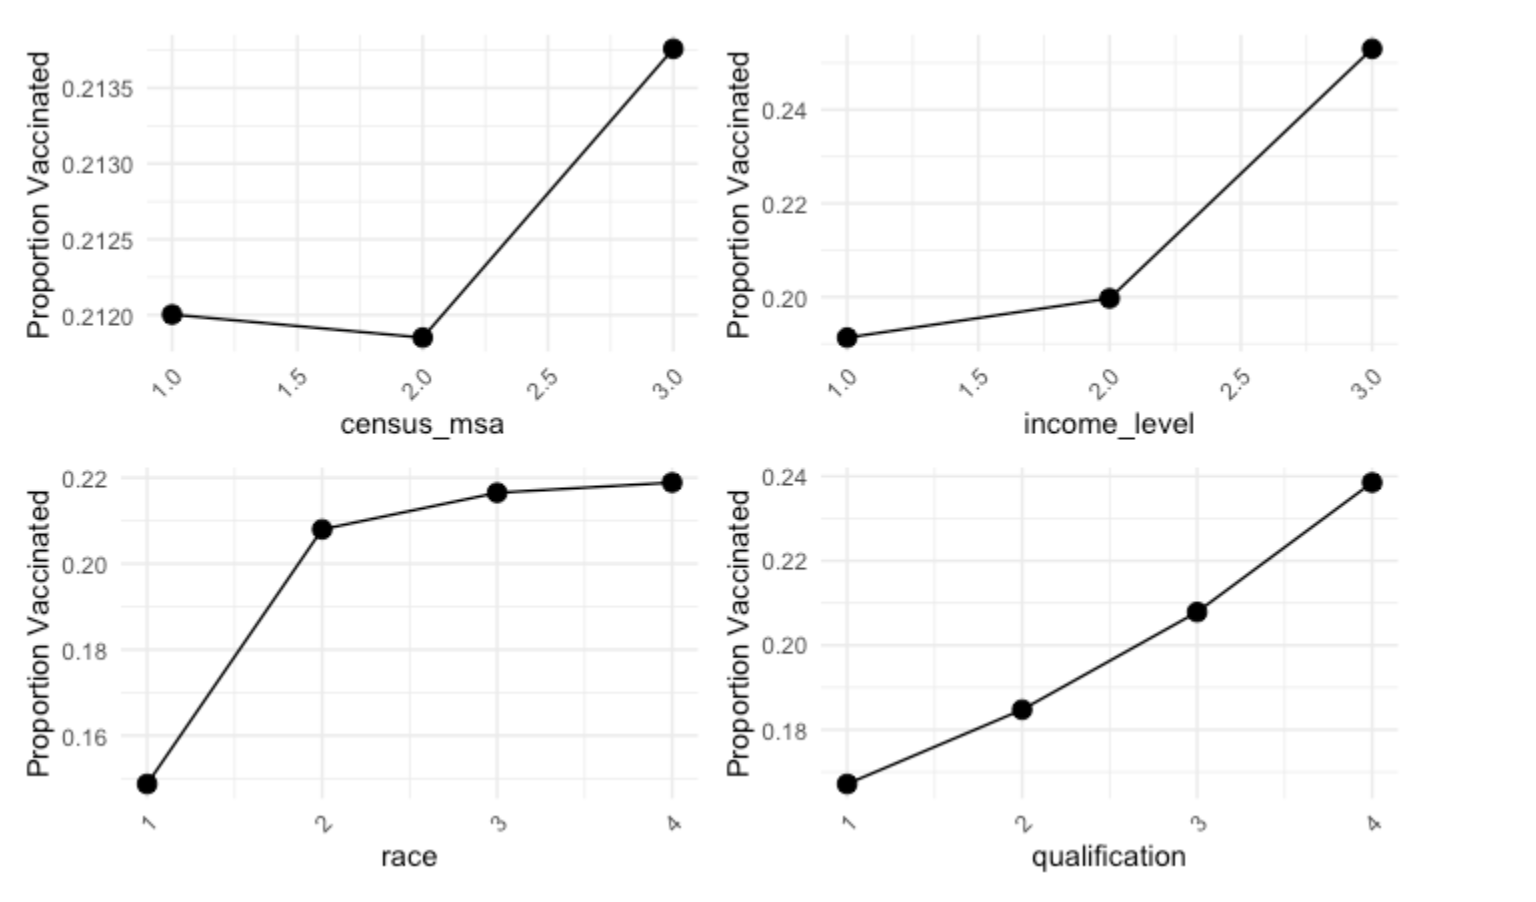 Proportion Vaccinated
0.2135
0.2130
0.2125
0.2120
1.0 1.5 2.0 2.5 3.0
census_msa
Proportion Vaccinated
0.24
0.22
0.20
1.0 1.5 2.0 2.5 3.0
income_level
Proportion Vaccinated
0.22
0.20
0.18
0.16
1 2 3 4
race
Proportion Vaccinated
0.24
0.22
0.20
0.18
1 2 3 4
qualification